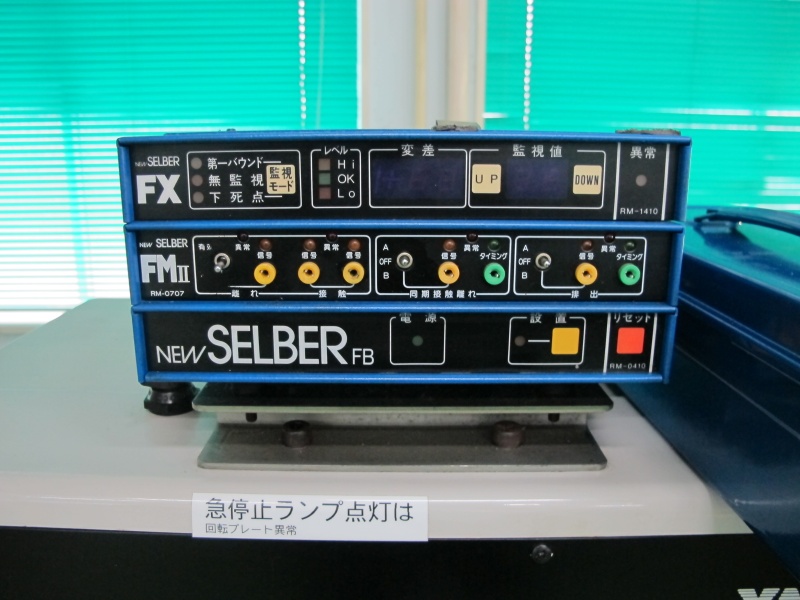 NEW SELBER
FX
第一バウンド
無監視
下死点
監視
モード
レベル
Hi
OK
Lo
変差
監視値
UP
DOWN
異常
RM-1410
NEW SELBER
FMII
RM-0707
異常
信号
異常
信号
信号
離れ
接触
A
OFF
B
異常
信号
タイミング
同期接触離れ
A
OFF
B
異常
信号
タイミング
排出
NEW SELBER FB
電源
設置
リセット
RM-0410
急停止ランプ点灯は
回転プレート異常